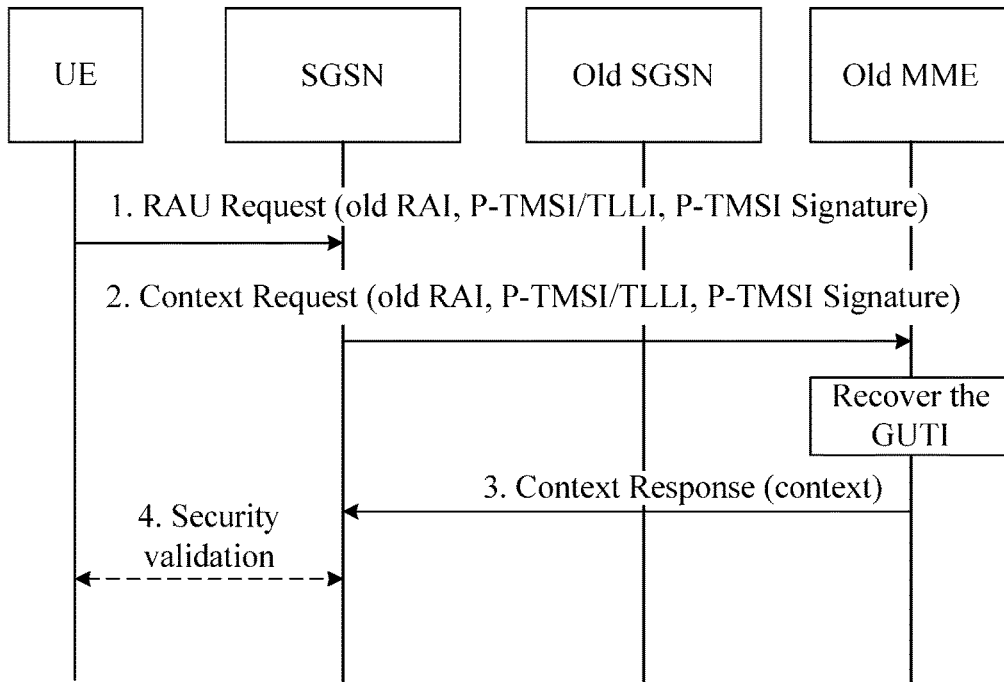 UE
SGSN
Old SGSN
Old MME
1. RAU Request (old RAI, P-TMSI/TLLI, P-TMSI Signature)
2. Context Request (old RAI, P-TMSI/TLLI, P-TMSI Signature)
Recover the
GUTI
3. Context Response (context)
4. Security
validation